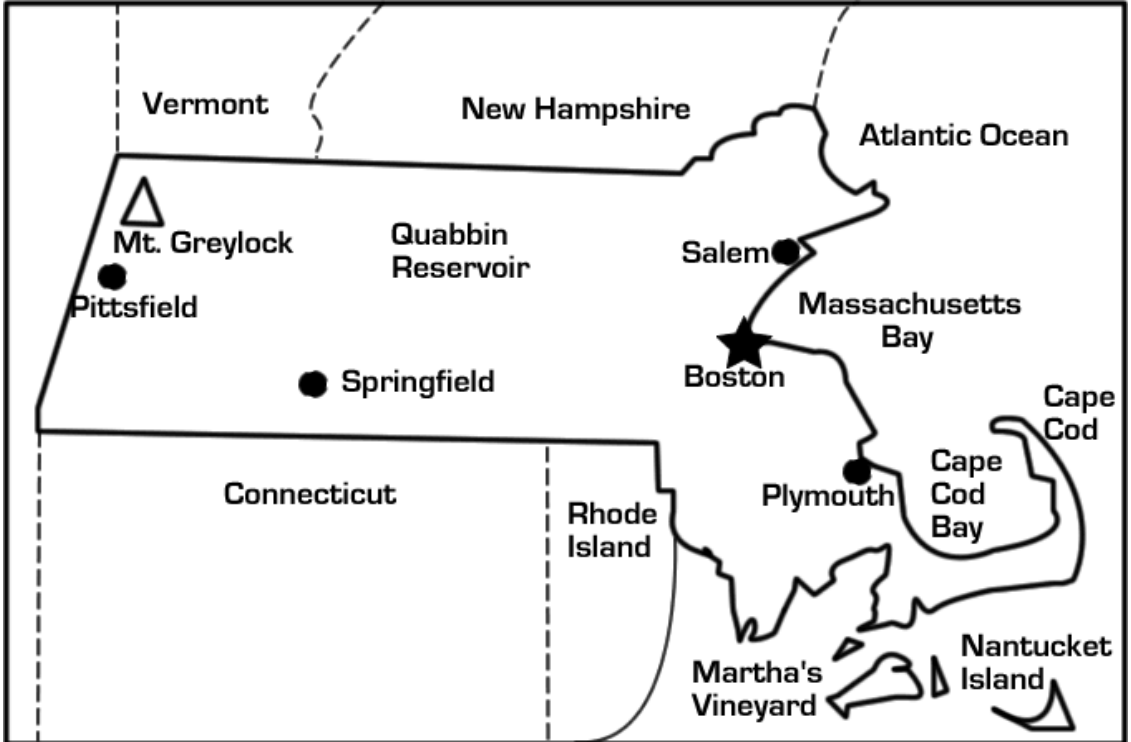 Vermont
New Hampshire
Atlantic Ocean
Mt. Greylock
Quabbin
Reservoir
Salem
Pittsfield
Massachusetts
Bay
Springfield
Boston
Cape
Cod
Cape
Cod
Bay
Connecticut
Plymouth
Rhode
Island
Martha's
Vineyard
Nantucket
Island